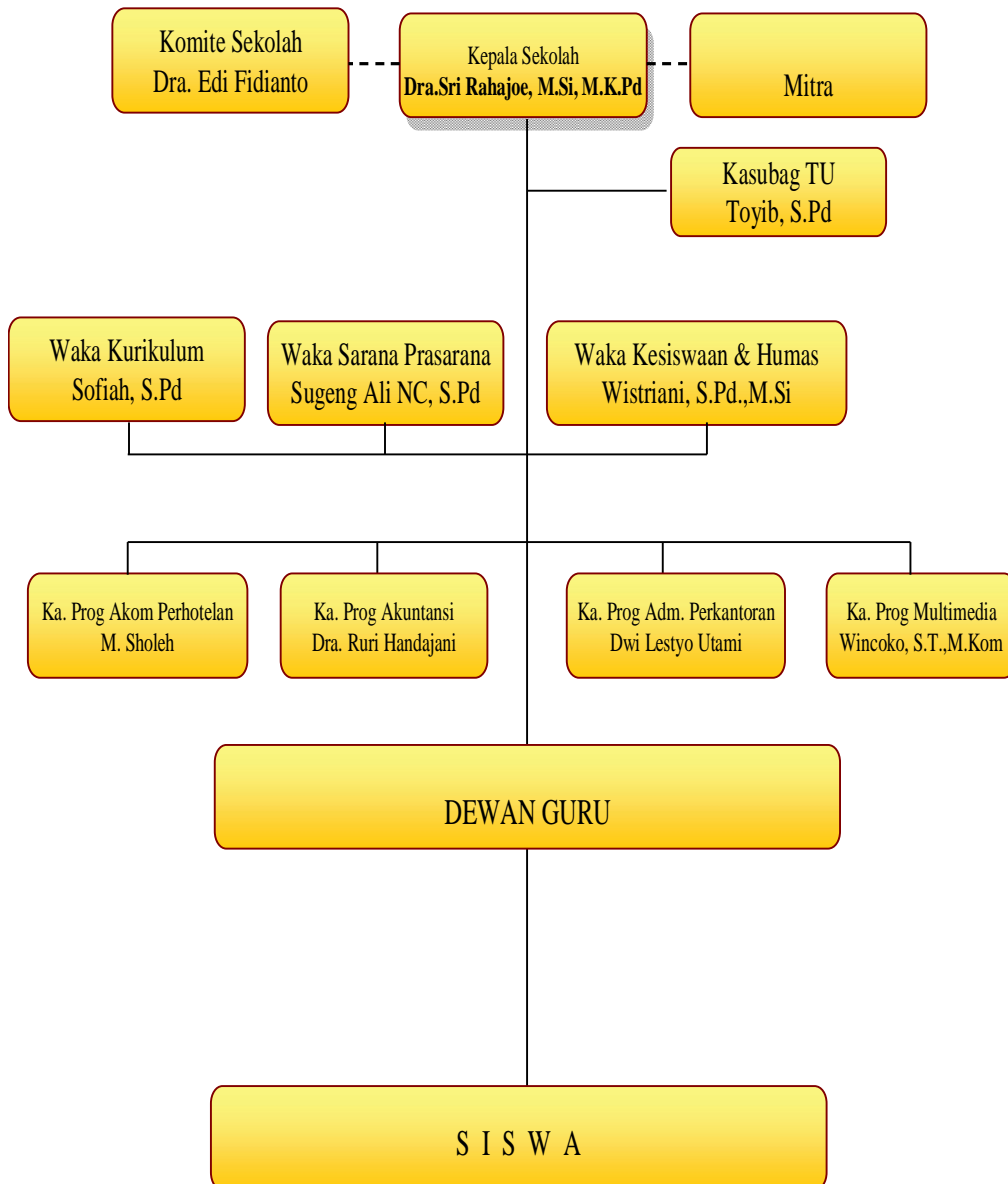 Komite Sekolah
Dra. Edi Fidianto
Kepala Sekolah
Dra.Sri Rahajoe, M.Si, M.K.Pd
Mitra
Kasubag TU
Toyib, S.Pd
Waka Kurikulum
Sofiah, S.Pd
Waka Sarana Prasarana
Sugeng Ali NC, S.Pd
Waka Kesiswaan & Humas
Wistriani, S.Pd.,M.Si
Ka. Prog Akom Perhotelan
M. Sholeh
Ka. Prog Akuntansi
Dra. Ruri Handajani
Ka. Prog Adm. Perkantoran
Dwi Lestyo Utami
Ka. Prog Multimedia
Wincoko, S.T.,M.Kom
DEWAN GURU
S I S W A